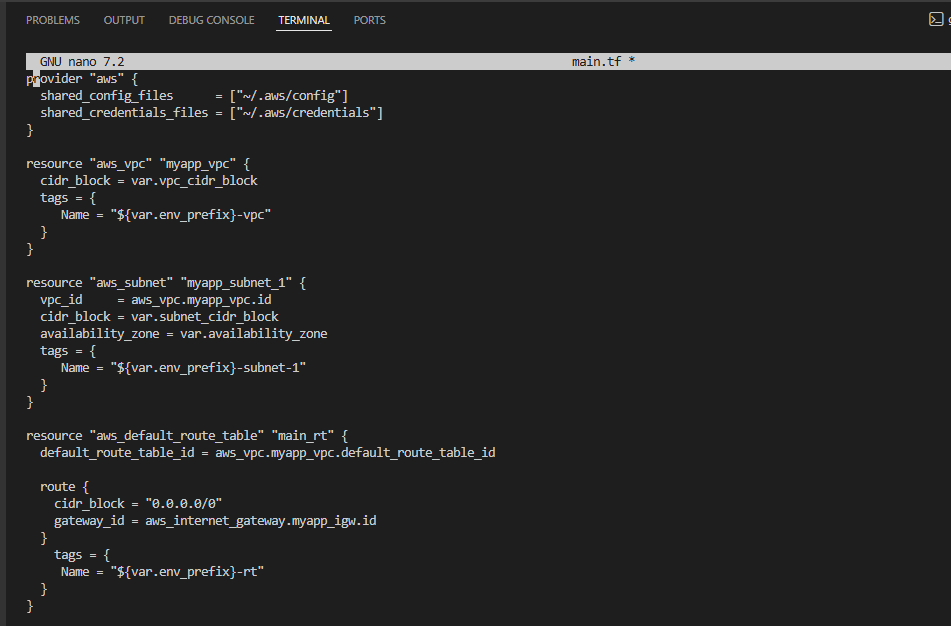 PROBLEMS OUTPUT DEBUG CONSOLE TERMINAL PORTS
GNU nano 7.2 main.tf *
provider "aws" {
  shared_config_files      = ["~/.aws/config"]
  shared_credentials_files = ["~/.aws/credentials"]
}

resource "aws_vpc" "myapp_vpc" {
  cidr_block = var.vpc_cidr_block
  tags = {
     Name = "${var.env_prefix}-vpc"
  }
}

resource "aws_subnet" "myapp_subnet_1" {
  vpc_id     = aws_vpc.myapp_vpc.id
  cidr_block = var.subnet_cidr_block
  availability_zone = var.availability_zone
  tags = {
     Name = "${var.env_prefix}-subnet-1"
  }
}

resource "aws_default_route_table" "main_rt" {
  default_route_table_id = aws_vpc.myapp_vpc.default_route_table_id

  route {
    cidr_block = "0.0.0.0/0"
    gateway_id = aws_internet_gateway.myapp_igw.id
  }
    tags = {
     Name = "${var.env_prefix}-rt"
  }
}